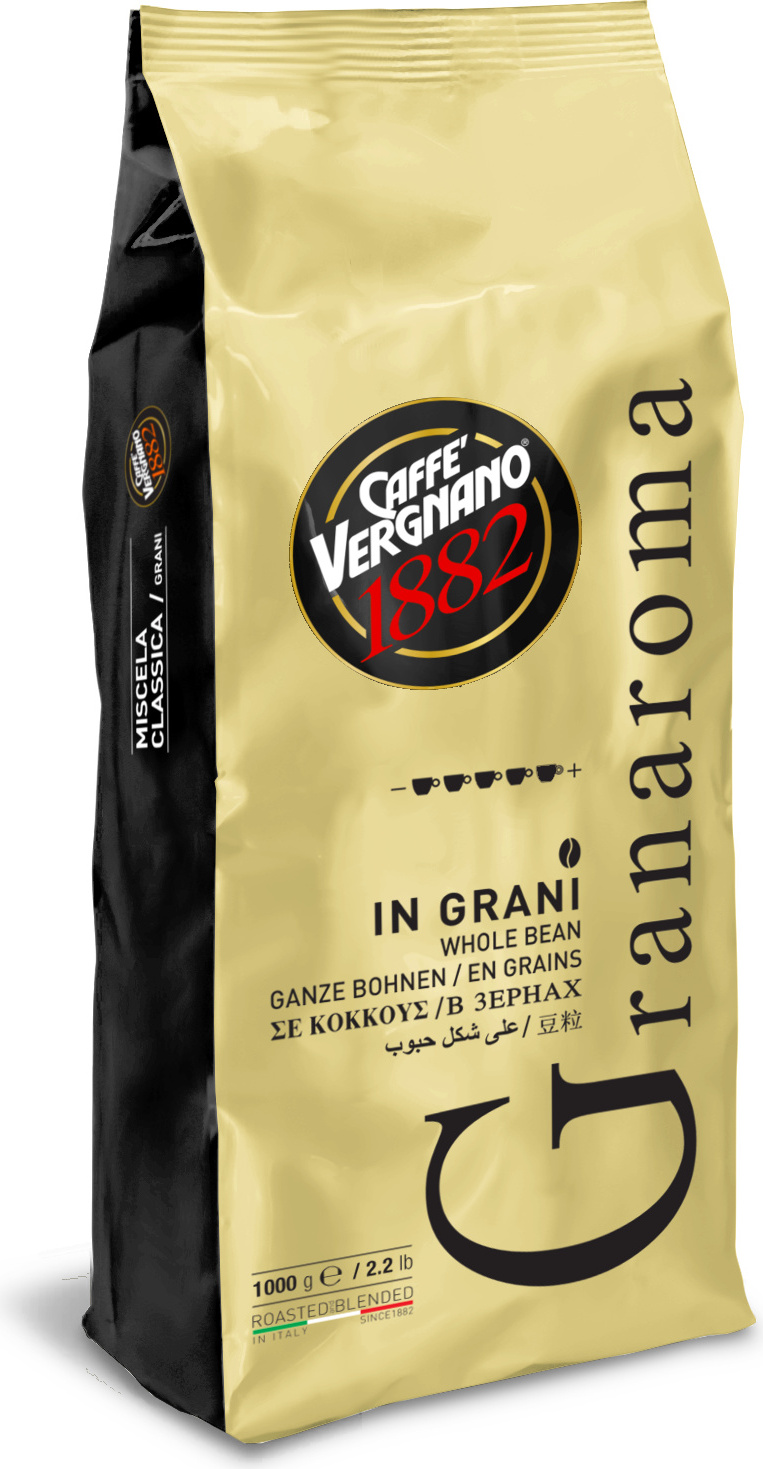 CAFFE'
VERGNANO®
1882
Granaroma
- +
IN GRANI
WHOLE BEAN
GANZE BOHNEN / EN GRAINS
ΣΕ ΚΟΚΚΟΥΣ / В ЗЕРНАХ
على شكل حبوب / 豆粒
1000 g ℮ / 2.2 lb
ROASTED AND BLENDED
IN ITALY SINCE1882
CAFFE'
VERGNANO
1882
MISCELA
CLASSICA / GRANI